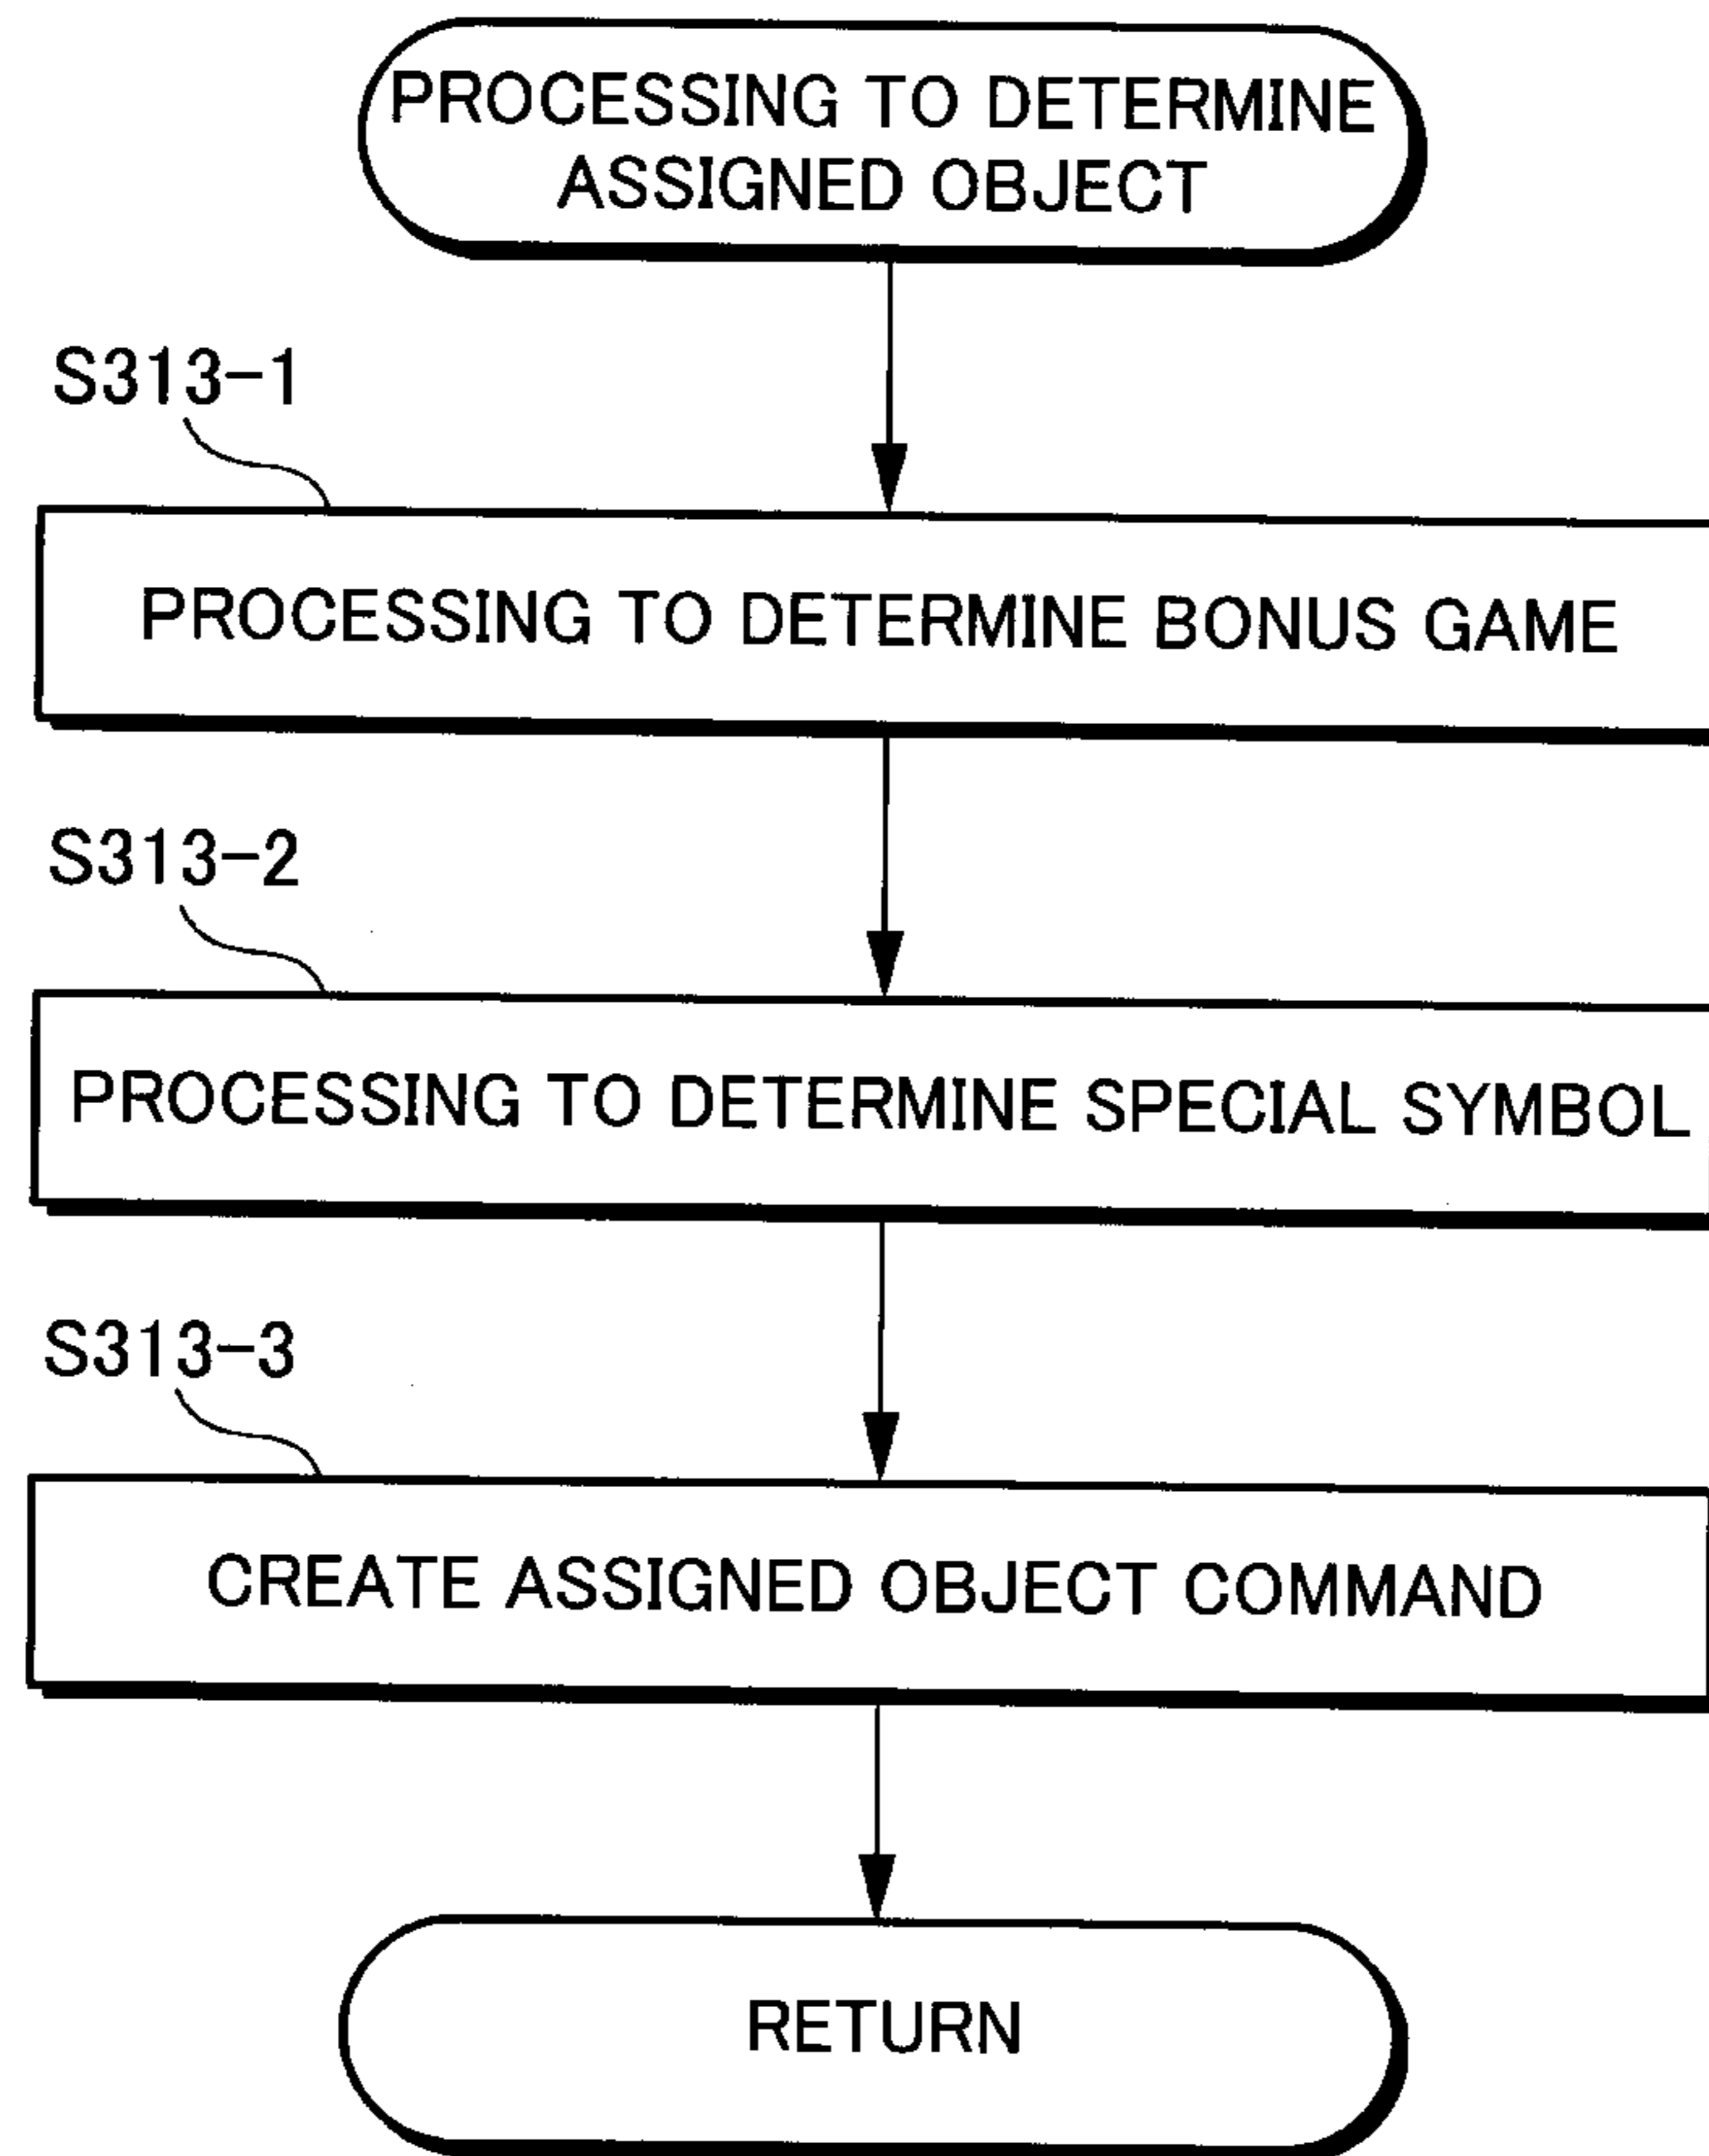 PROCESSING TO DETERMINE
ASSIGNED OBJECT
S313-1
PROCESSING TO DETERMINE BONUS GAME
S313-2
PROCESSING TO DETERMINE SPECIAL SYMBOL
S313-3
CREATE ASSIGNED OBJECT COMMAND
RETURN